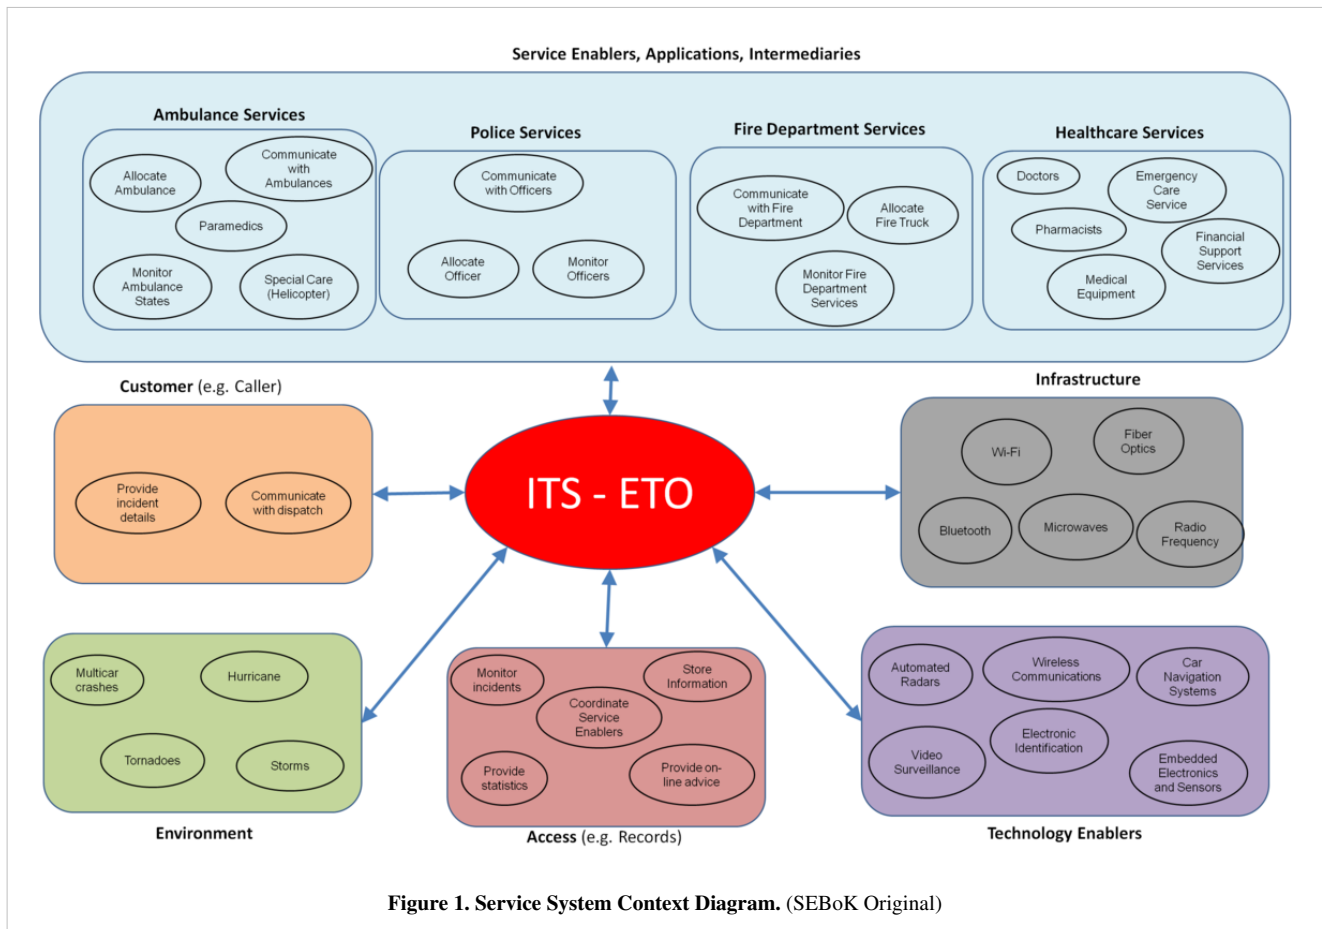 Service Enablers, Applications, Intermediaries
Ambulance Services
Allocate
Ambulance
Communicate
with
Ambulances
Paramedics
Monitor
Ambulance
States
Special Care
(Helicopter)
Police Services
Communicate
with Officers
Allocate
Officer
Monitor
Officers
Fire Department Services
Communicate
with Fire
Department
Allocate
Fire Truck
Monitor Fire
Department
Services
Healthcare Services
Doctors
Emergency
Care
Service
Pharmacists
Financial
Support
Services
Medical
Equipment
Customer (e.g. Caller)
Provide
incident
details
Communicate
with dispatch
ITS - ETO
Infrastructure
Wi-Fi
Fiber
Optics
Bluetooth
Microwaves
Radio
Frequency
Multicar
crashes
Hurricane
Tornadoes
Storms
Environment
Monitor
incidents
Store
Information
Coordinate
Service
Enablers
Provide
statistics
Provide on-
line advice
Access (e.g. Records)
Automated
Radars
Wireless
Communications
Car
Navigation
Systems
Video
Surveillance
Electronic
Identification
Embedded
Electronics
and Sensors
Technology Enablers
Figure 1. Service System Context Diagram. (SEBoK Original)